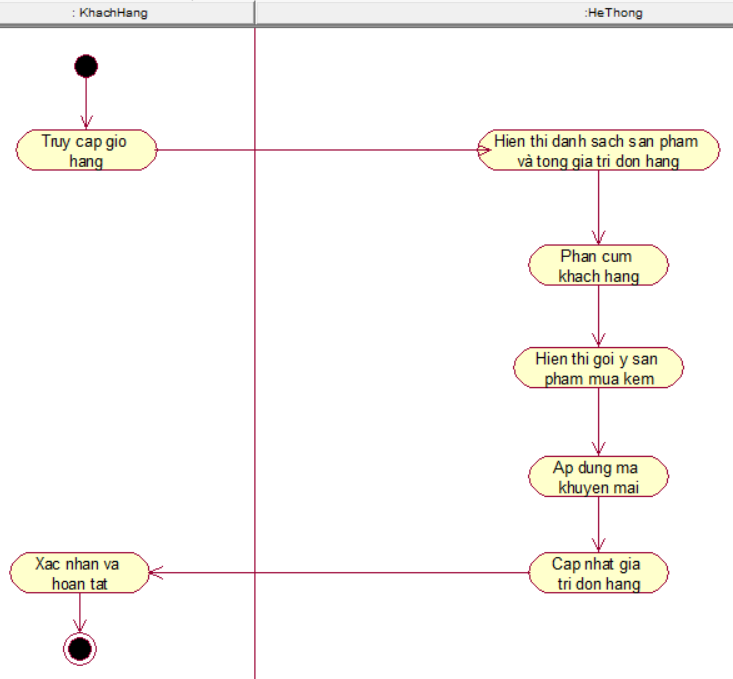 : KhachHang
:HeThong
Truy cap gio
hang
Hien thi danh sach san pham
và tong gia tri don hang
Phan cum
khach hang
Hien thi goi y san
pham mua kem
Ap dung ma
khuyen mai
Xac nhan va
hoan tat
Cap nhat gia
tri don hang